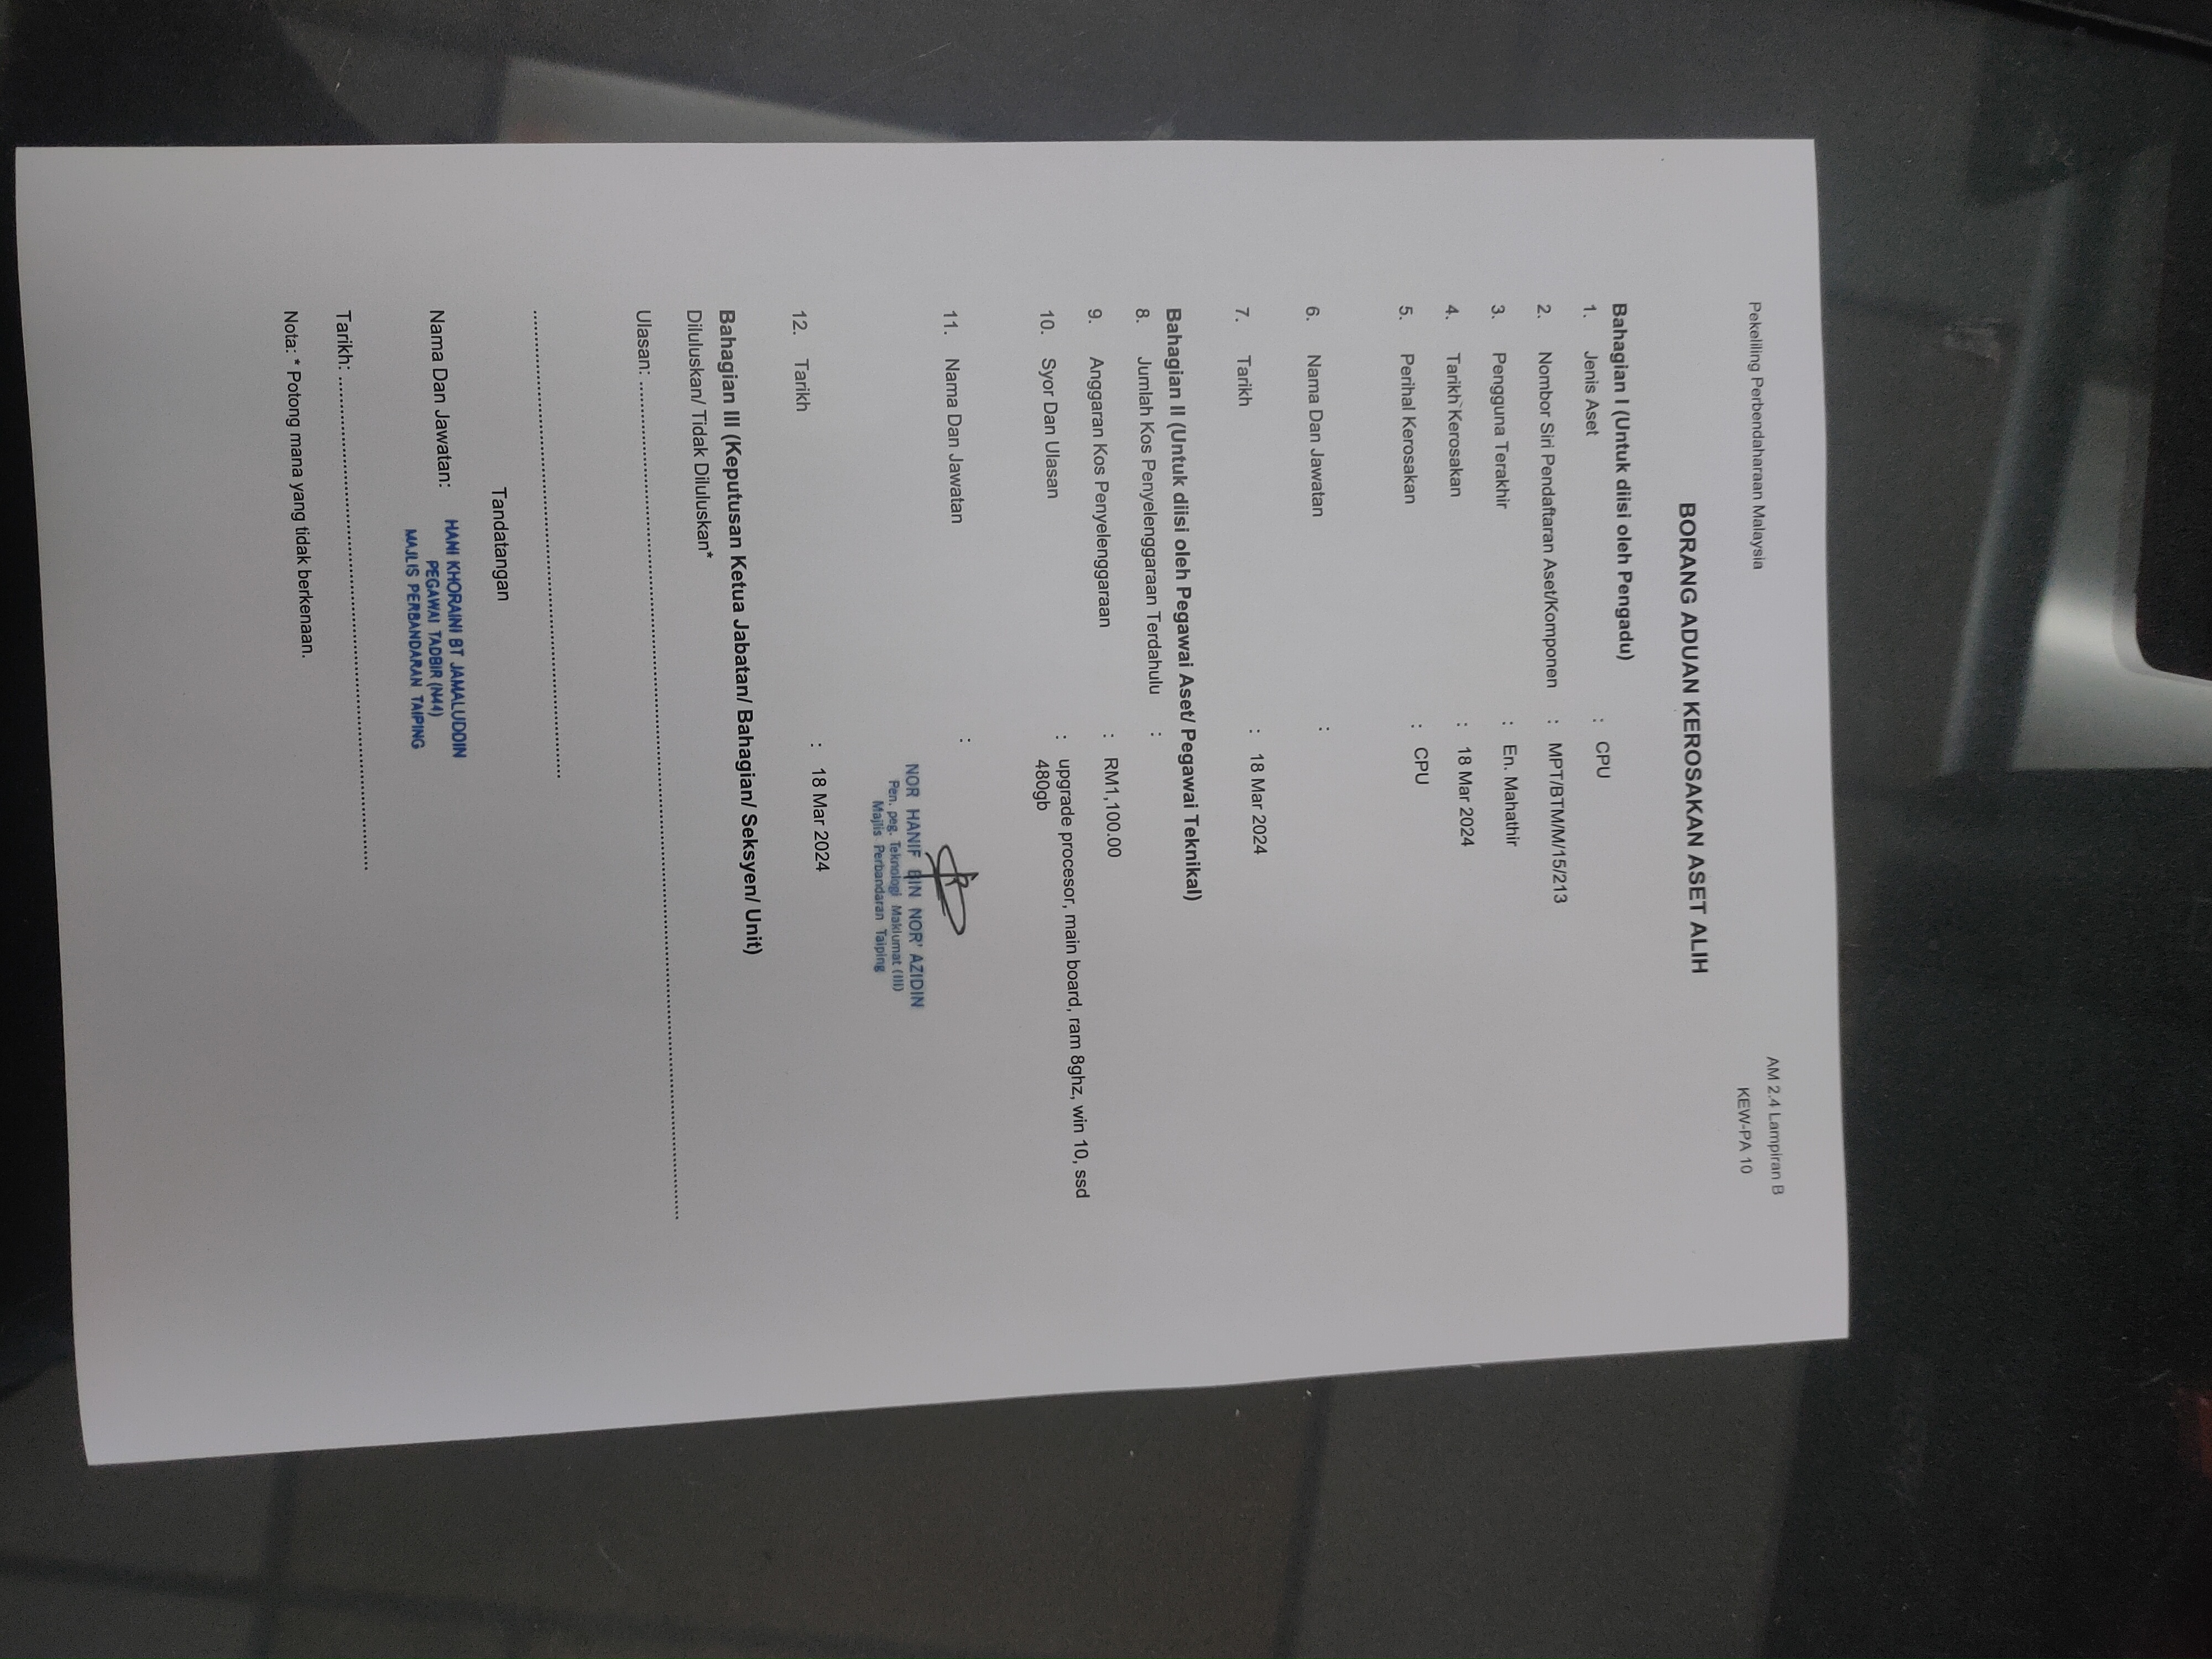 Pekeliling Perbendaharaan Malaysia
AM 2.4 Lampiran B
KEW-PA 10
BORANG ADUAN KEROSAKAN ASET ALIH
Bahagian I (Untuk diisi oleh Pengadu)
1. Jenis Aset : CPU
2. Nombor Siri Pendaftaran Aset/Komponen : MPT/BTM/M/15/213
3. Pengguna Terakhir : En. Mahathir
4. Tarikh Kerosakan : 18 Mar 2024
5. Perihal Kerosakan : CPU
6. Nama Dan Jawatan :
7. Tarikh : 18 Mar 2024
Bahagian II (Untuk diisi oleh Pegawai Aset/ Pegawai Teknikal)
8. Jumlah Kos Penyelenggaraan Terdahulu :
9. Anggaran Kos Penyelenggaraan : RM1,100.00
10. Syor Dan Ulasan : upgrade procesor, main board, ram 8ghz, win 10, ssd
480gb
11. Nama Dan Jawatan :
NOR HANIF BIN NOR' AZIDIN
Pen. peg. Teknologi Maklumat (III)
Majlis Perbandaran Taiping
12. Tarikh : 18 Mar 2024
Bahagian III (Keputusan Ketua Jabatan/ Bahagian/ Seksyen/ Unit)
Diluluskan/ Tidak Diluluskan*
Ulasan: ....................
....................
Tandatangan
Nama Dan Jawatan: HANI KHORAINI BT JAMALUDDIN
PEGAWAI TADBIR (N44)
MAJLIS PERBANDARAN TAIPING
Tarikh: ....................
Nota: * Potong mana yang tidak berkenaan.